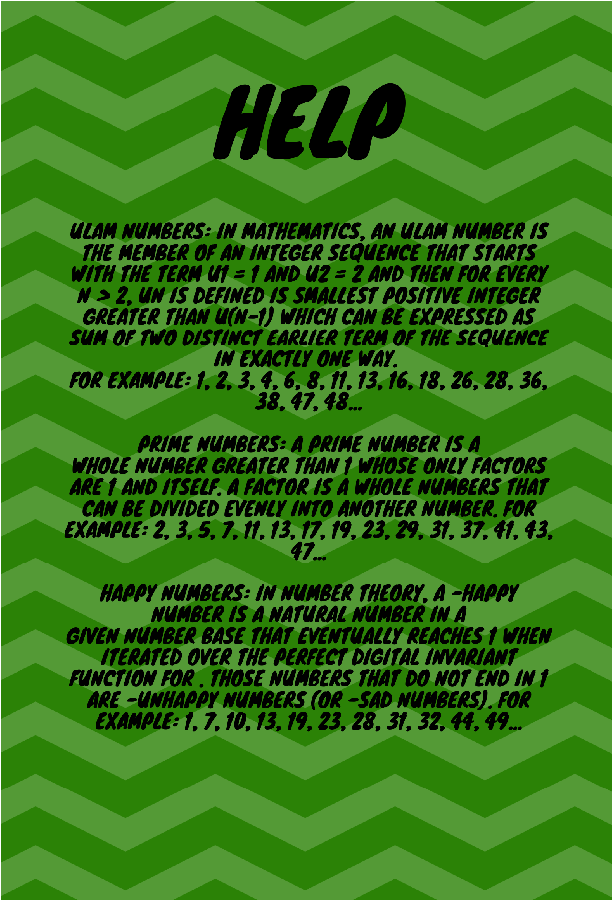 HELP
ULAM NUMBERS: IN MATHEMATICS, AN ULAM NUMBER IS
THE MEMBER OF AN INTEGER SEQUENCE THAT STARTS
WITH THE TERM U1 = 1 AND U2 = 2 AND THEN FOR EVERY
N > 2, UN IS DEFINED IS SMALLEST POSITIVE INTEGER
GREATER THAN U(N-1) WHICH CAN BE EXPRESSED AS
SUM OF TWO DISTINCT EARLIER TERM OF THE SEQUENCE
IN EXACTLY ONE WAY.
FOR EXAMPLE: 1, 2, 3, 4, 6, 8, 11, 13, 16, 18, 26, 28, 36,
38, 47, 48...
PRIME NUMBERS: A PRIME NUMBER IS A
WHOLE NUMBER GREATER THAN 1 WHOSE ONLY FACTORS
ARE 1 AND ITSELF. A FACTOR IS A WHOLE NUMBERS THAT
CAN BE DIVIDED EVENLY INTO ANOTHER NUMBER. FOR
EXAMPLE: 2, 3, 5, 7, 11, 13, 17, 19, 23, 29, 31, 37, 41, 43,
47...
HAPPY NUMBERS: IN NUMBER THEORY, A -HAPPY
NUMBER IS A NATURAL NUMBER IN A
GIVEN NUMBER BASE THAT EVENTUALLY REACHES 1 WHEN
ITERATED OVER THE PERFECT DIGITAL INVARIANT
FUNCTION FOR . THOSE NUMBERS THAT DO NOT END IN 1
ARE -UNHAPPY NUMBERS (OR -SAD NUMBERS). FOR
EXAMPLE: 1, 7, 10, 13, 19, 23, 28, 31, 32, 44, 49...